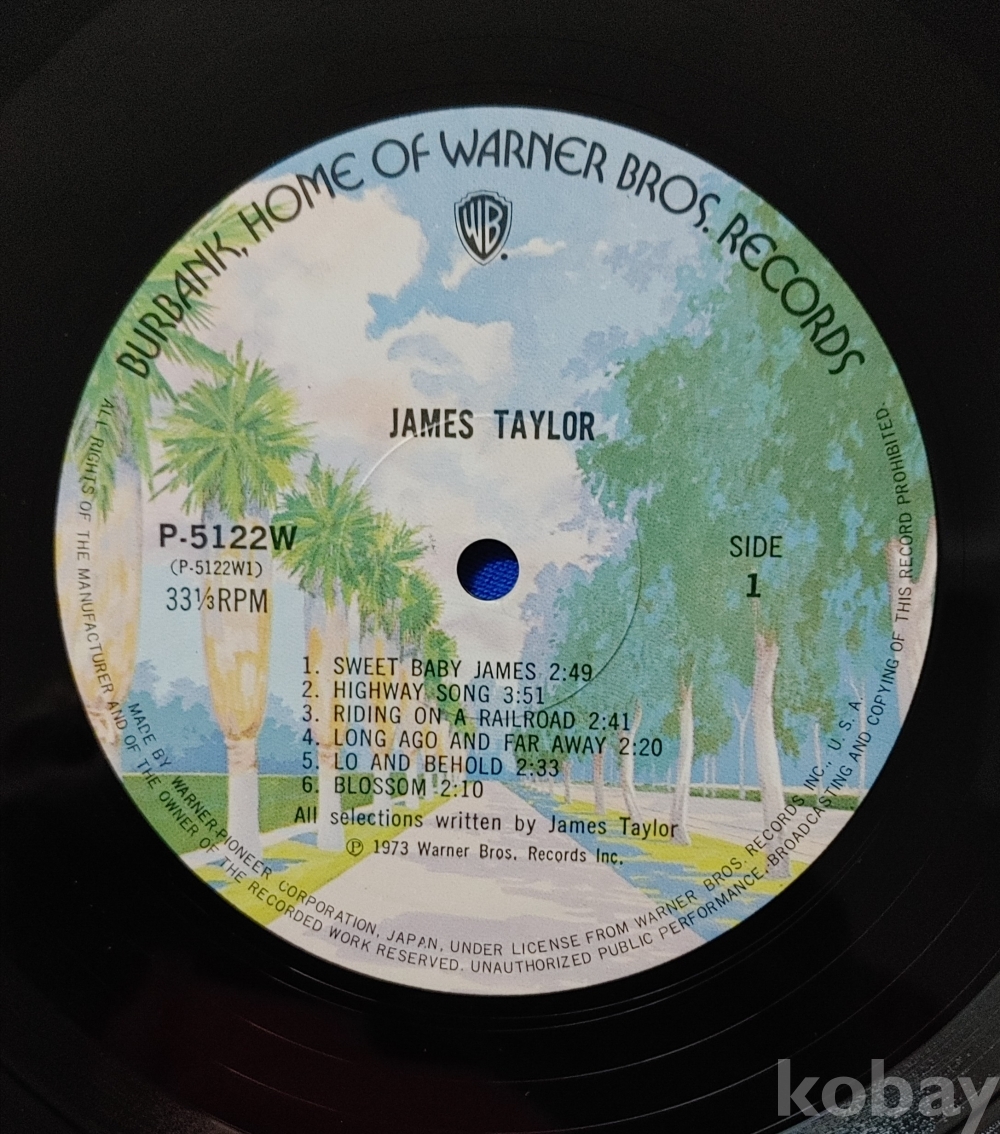 BURBANK, HOME OF WARNER BROS. RECORDS
WB
JAMES TAYLOR
P-5122W
(P-5122W1)
33⅓RPM
SIDE
1
1. SWEET BABY JAMES 2:49
2. HIGHWAY SONG 3:51
3. RIDING ON A RAILROAD 2:41
4. LONG AGO AND FAR AWAY 2:20
5. LO AND BEHOLD 2:33
6. BLOSSOM 2:10
All selections written by James Taylor
Ⓟ 1973 Warner Bros. Records Inc.
MADE BY WARNER-PIONEER CORPORATION, JAPAN, UNDER LICENSE FROM WARNER BROS. RECORDS INC., U. S. A.
ALL RIGHTS OF THE MANUFACTURER AND OF THE OWNER OF THE RECORDED WORK RESERVED. UNAUTHORIZED PUBLIC PERFORMANCE, BROADCASTING AND COPYING OF THIS RECORD PROHIBITED.
kobay